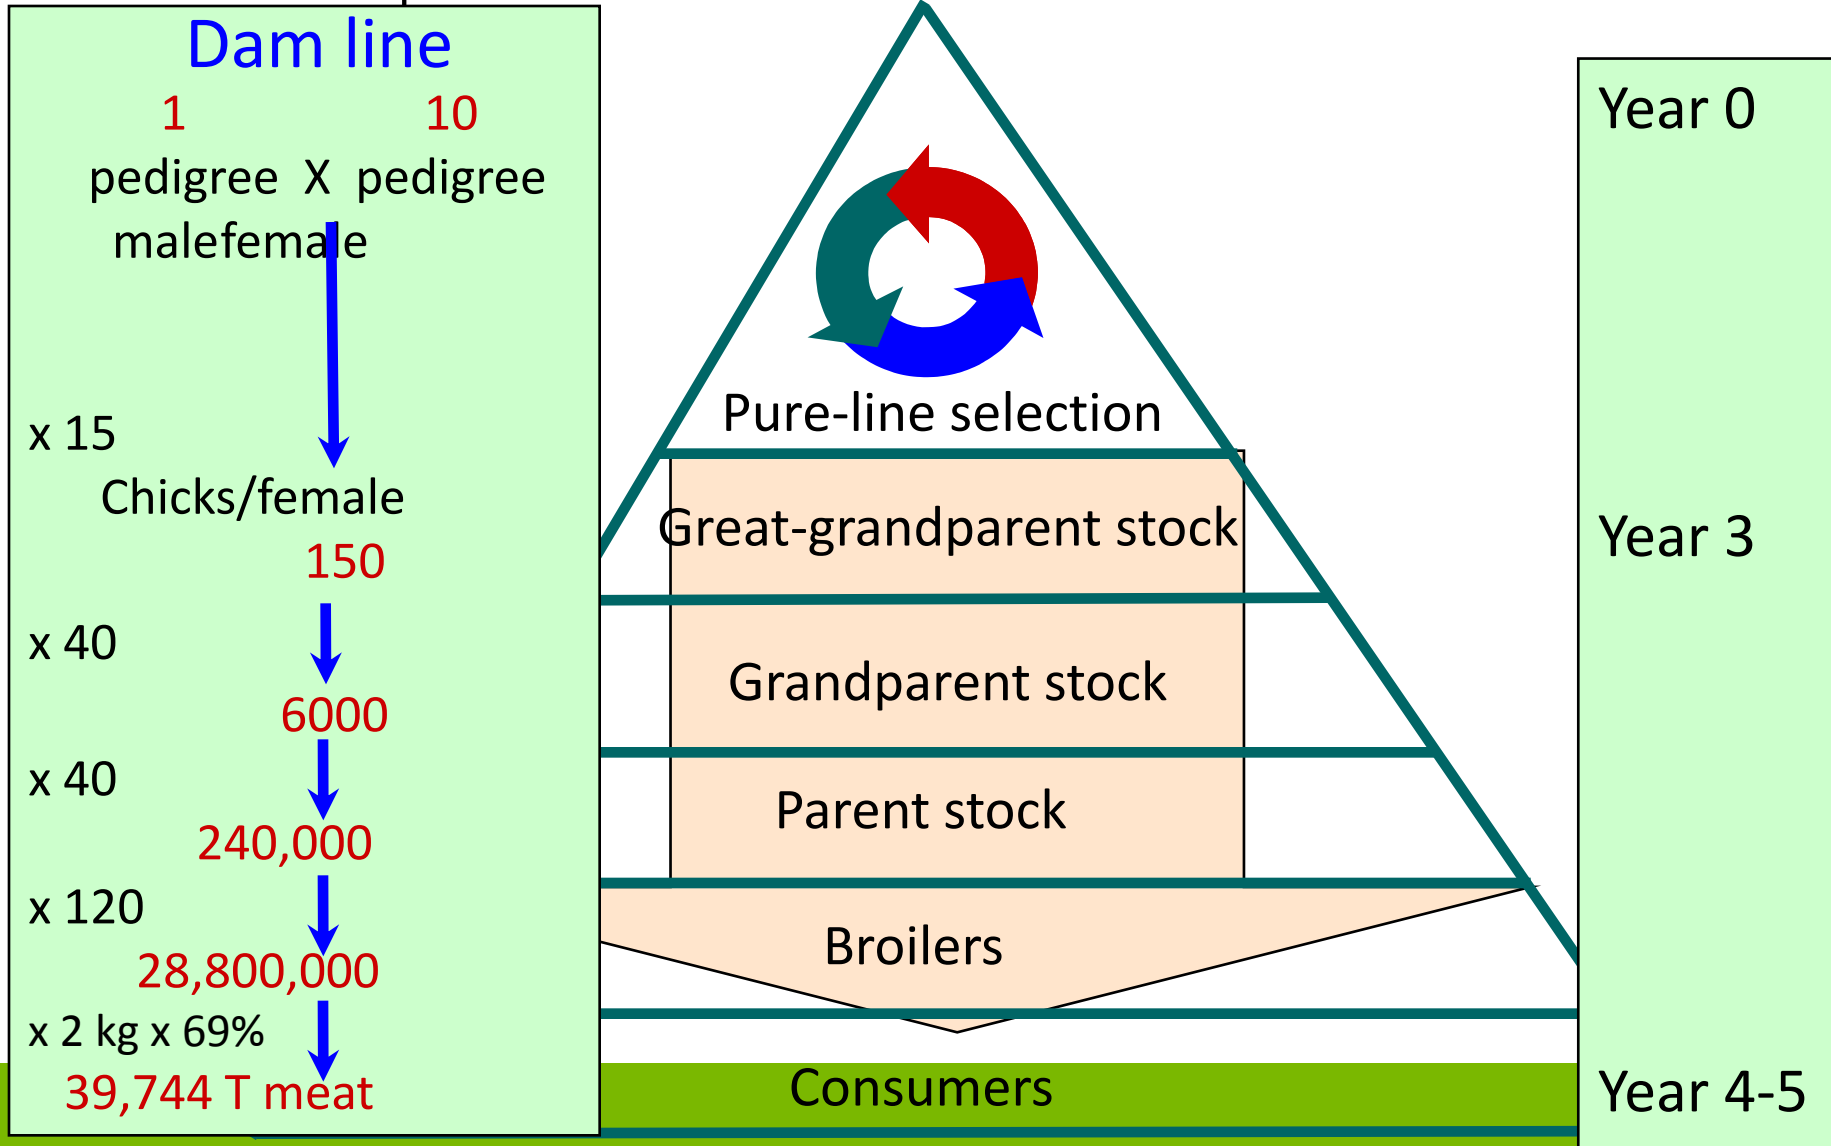 Dam line
1 10
pedigree X pedigree
malefemale
x 15
Chicks/female
150
x 40
6000
x 40
240,000
x 120
28,800,000
x 2 kg x 69%
39,744 T meat
Pure-line selection
Great-grandparent stock
Grandparent stock
Parent stock
Broilers
Consumers
Year 0
Year 3
Year 4-5